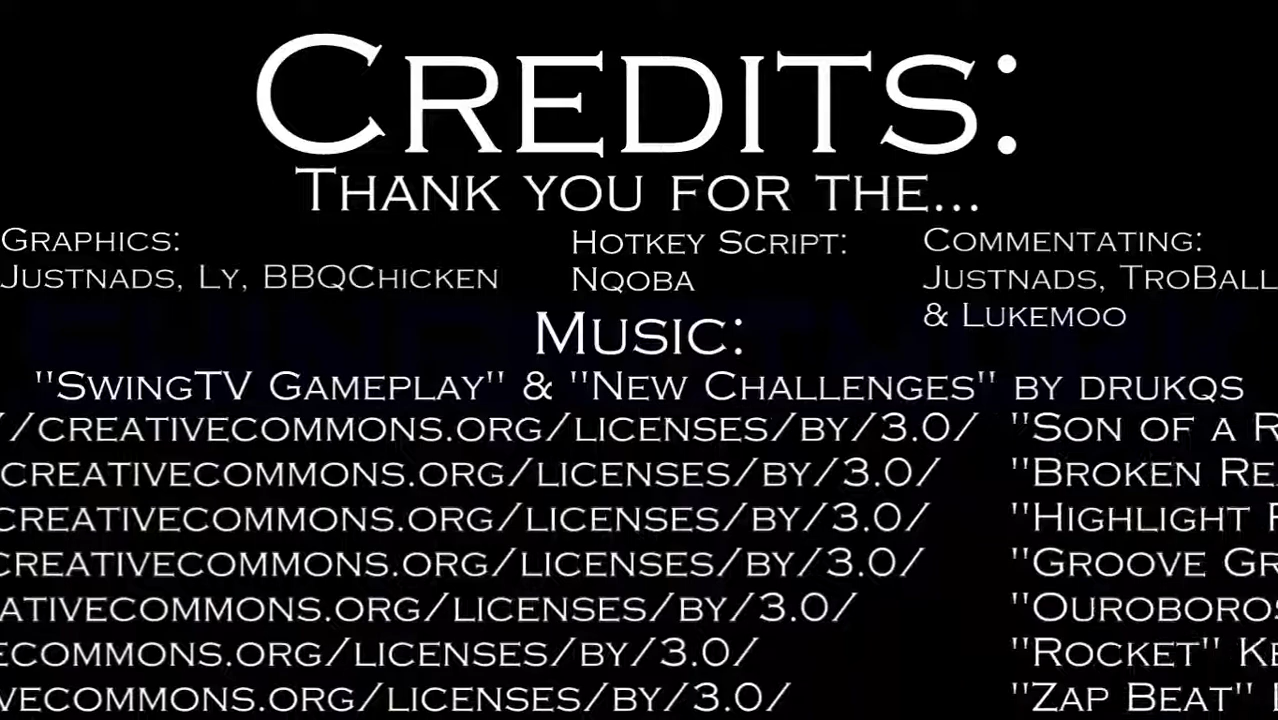 Credits:
Thank you for the...
Graphics:
Justnads, Ly, BBQChicken
Hotkey Script:
Nqoba
Commentating:
Justnads, TroBall
& Lukemoo
Music:
"SwingTV Gameplay" & "New Challenges" by drukqs
//creativecommons.org/licenses/by/3.0/ "Son of a
creativecommons.org/licenses/by/3.0/ "Broken
creativecommons.org/licenses/by/3.0/ "Highlight
creativecommons.org/licenses/by/3.0/ "Groove
eativecommons.org/licenses/by/3.0/ "Ouroboros
ecommons.org/licenses/by/3.0/ "Rocket"
vecommons.org/licenses/by/3.0/ "Zap Beat"